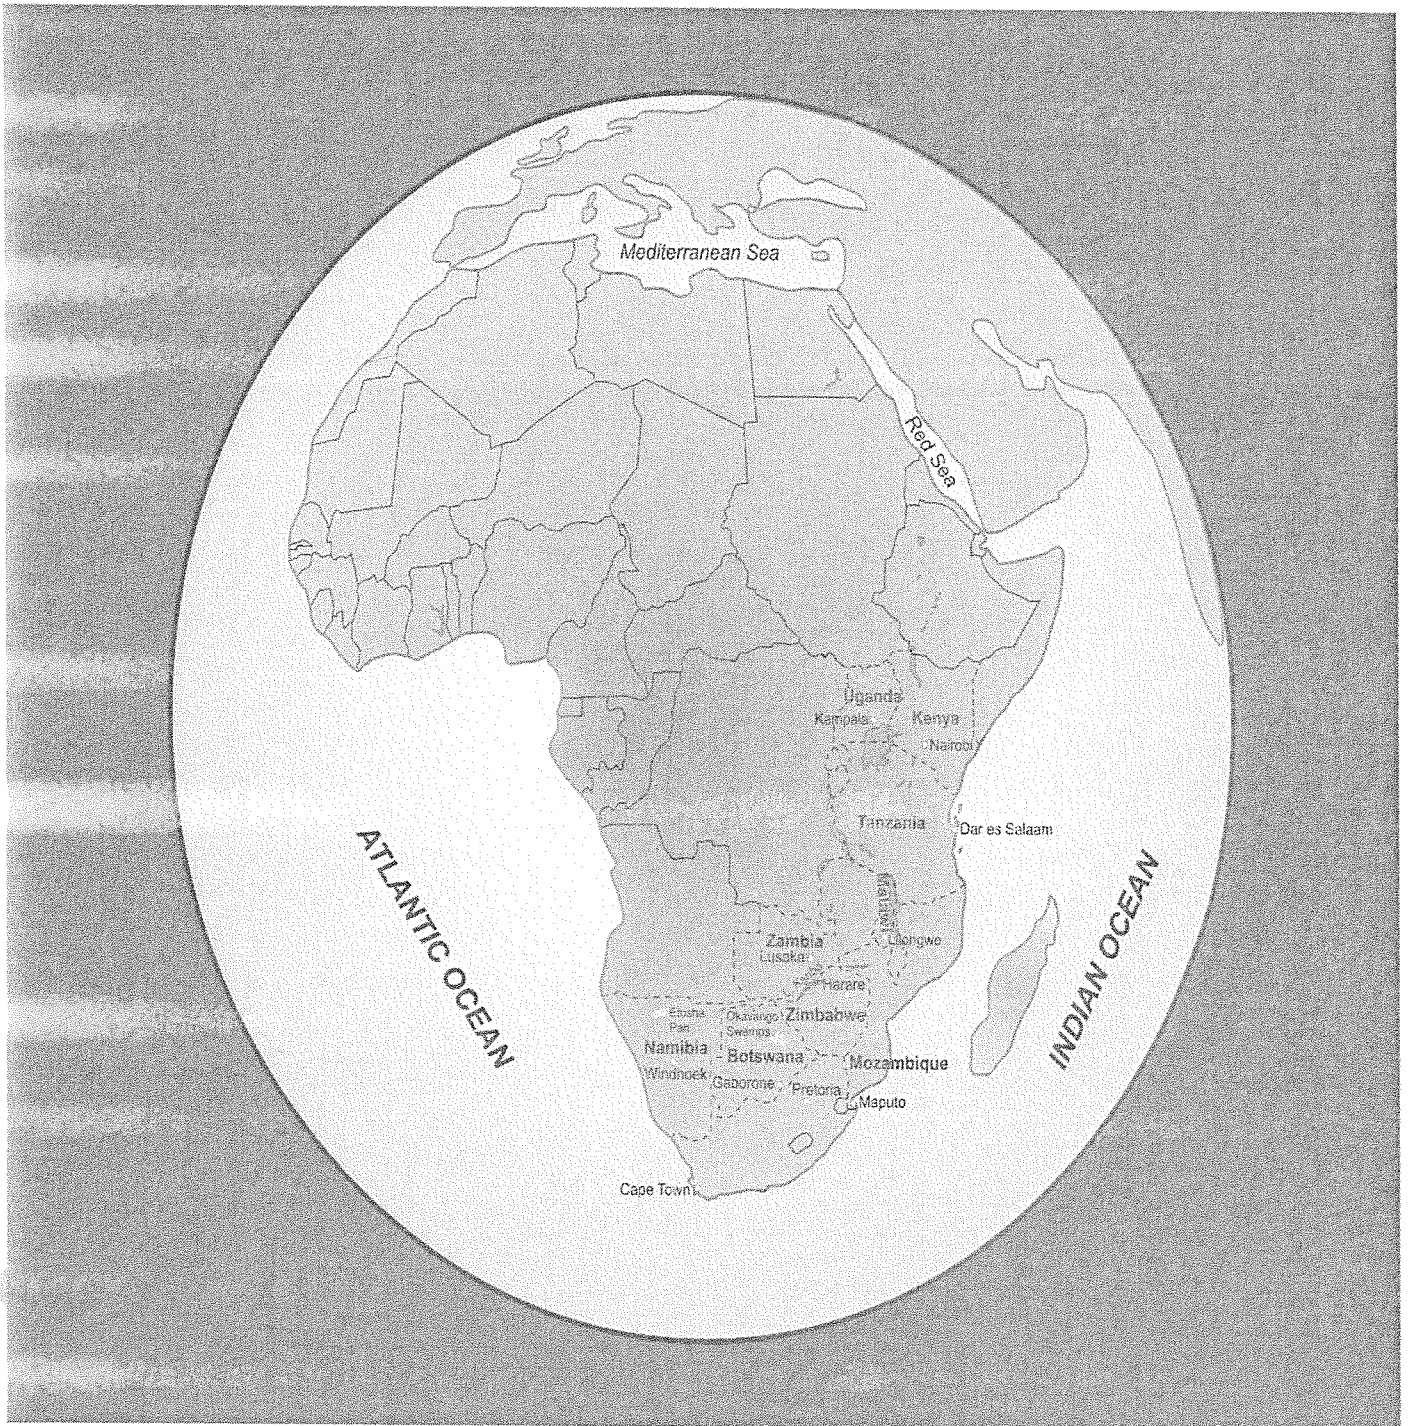 Mediterranean Sea
Red Sea
Uganda
Kampala
Kenya
Nairobi
Tanzania
Dar es Salaam
ATLANTIC OCEAN
INDIAN OCEAN
Malawi
Zambia
Lusaka
Lilongwe
Harare
Etosha
Pan
Okavango
Swamps
Zimbabwe
Namibia
Botswana
Mozambique
Windhoek
Gaborone
Pretoria
Maputo
Cape Town